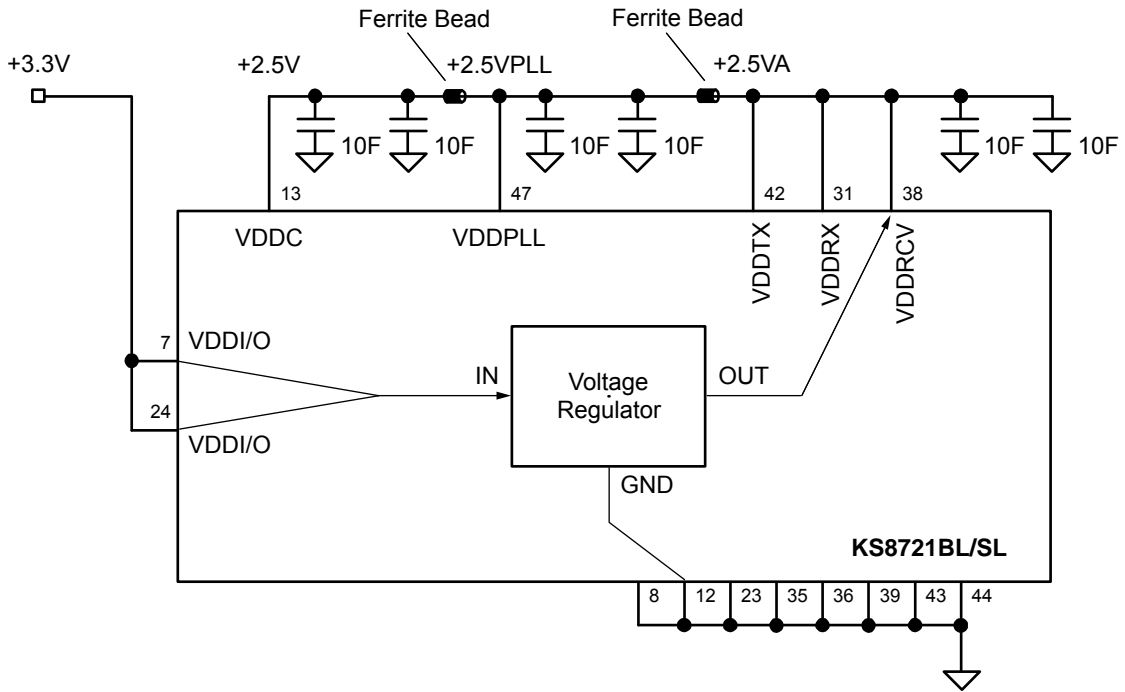 Ferrite Bead
Ferrite Bead
+3.3V
+2.5V
+2.5VPLL
+2.5VA
10F
10F
10F
10F
10F
10F
13
47
42
31
38
VDDC
VDDPLL
VDDTX
VDDRX
VDDRCV
7
VDDI/O
IN
Voltage
Regulator
OUT
24
VDDI/O
GND
KS8721BL/SL
8
12
23
35
36
39
43
44